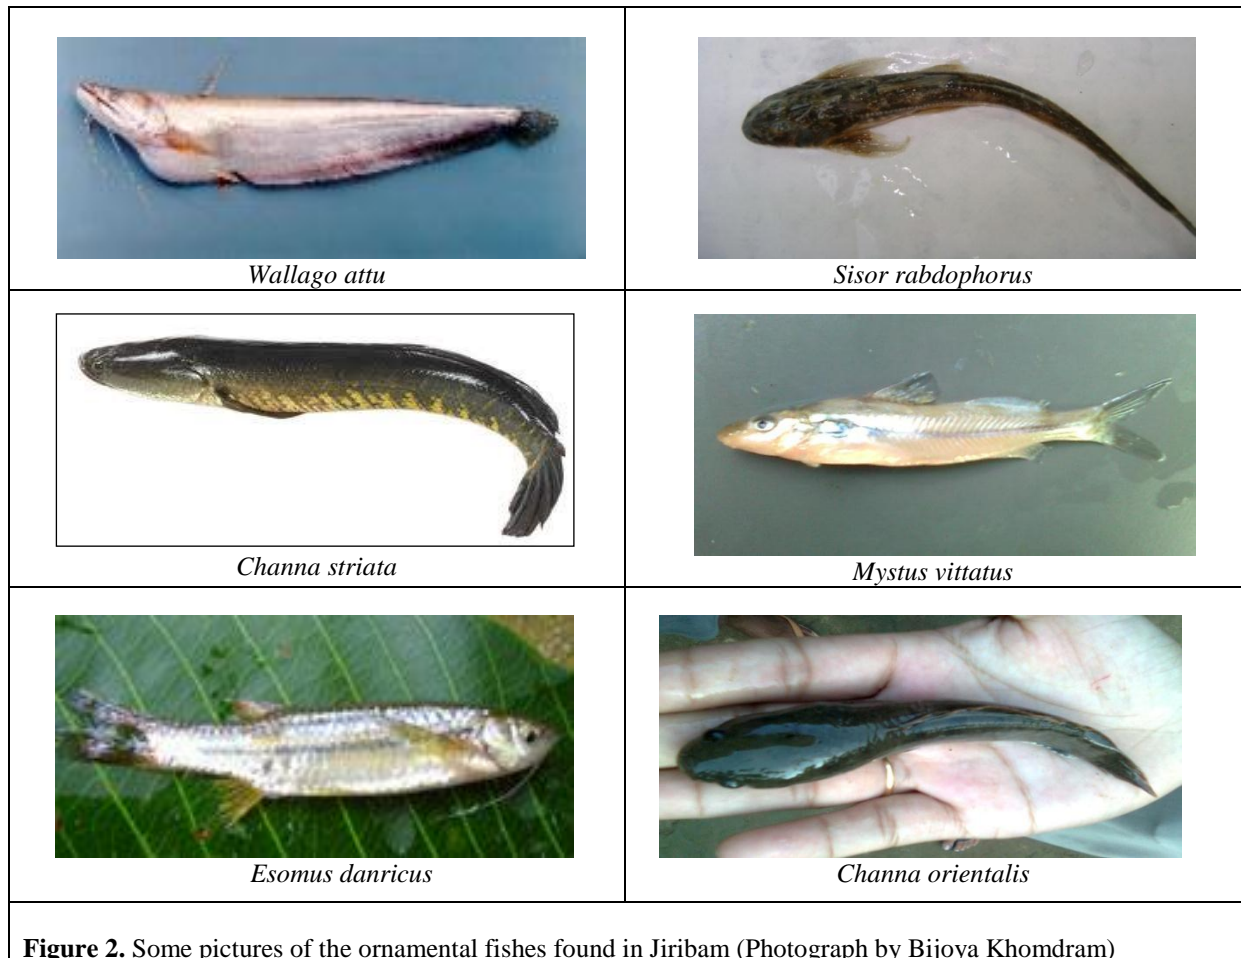 Wallago attu
Sisor rabdophorus
Channa striata
Mystus vittatus
Esomus danricus
Channa orientalis
Figure 2. Some pictures of the ornamental fishes found in Jiribam (Photograph by Bijoya Khomdram)